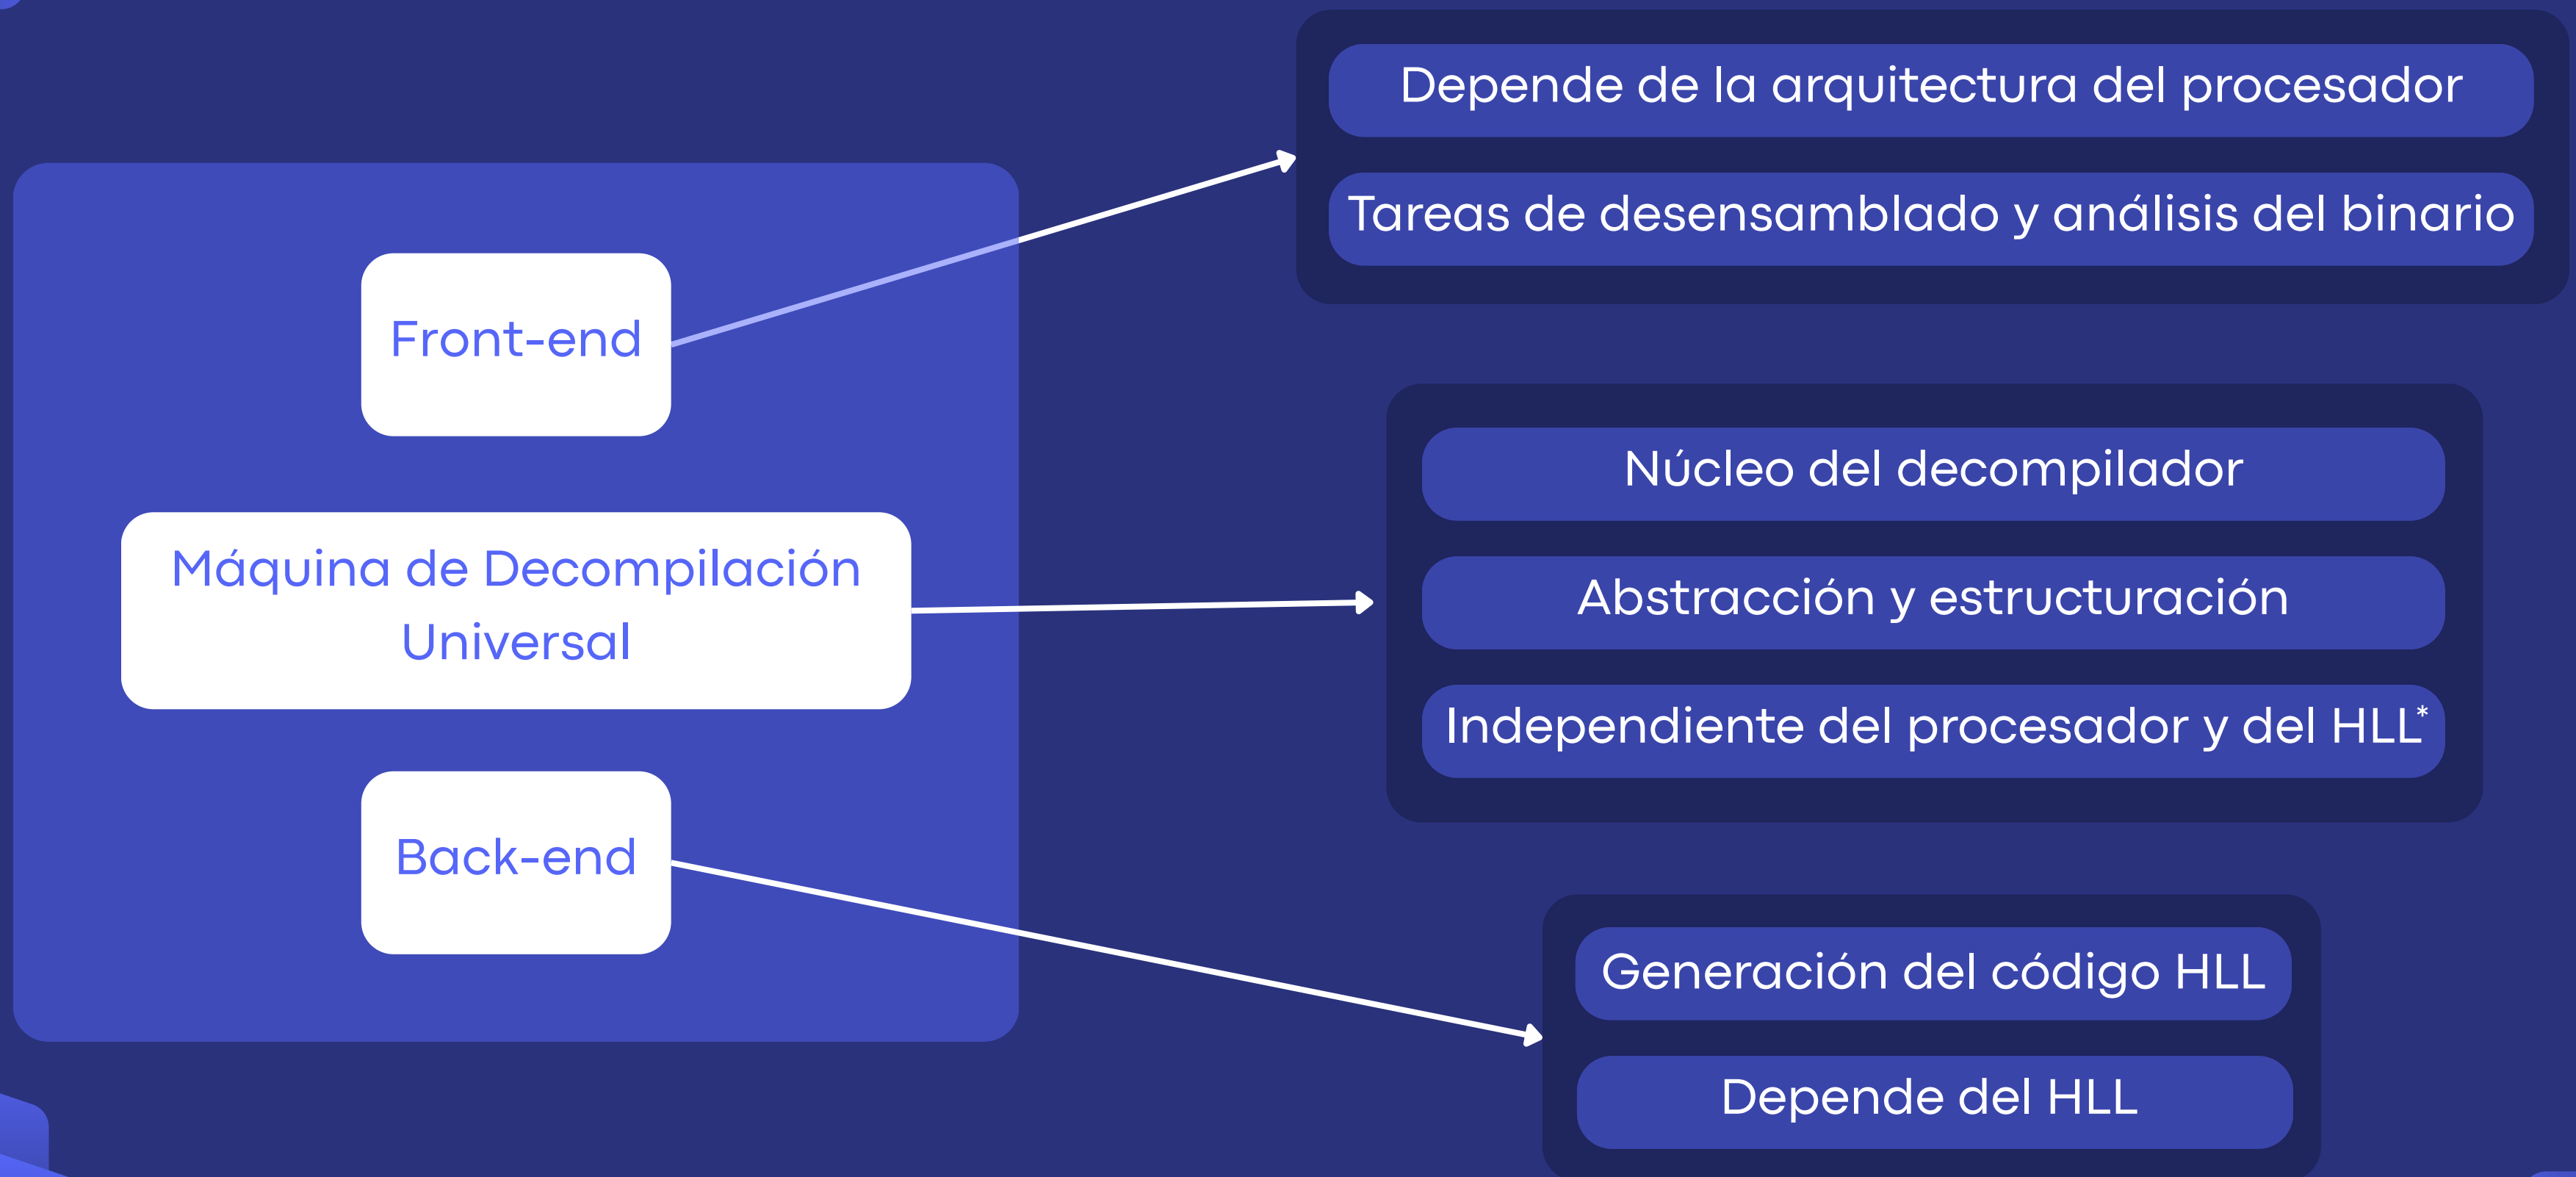 Front-end
Máquina de Decompilación
Universal
Back-end
Depende de la arquitectura del procesador
Tareas de desensamblado y análisis del binario
Núcleo del decompilador
Abstracción y estructuración
Independiente del procesador y del HLL*
Generación del código HLL
Depende del HLL